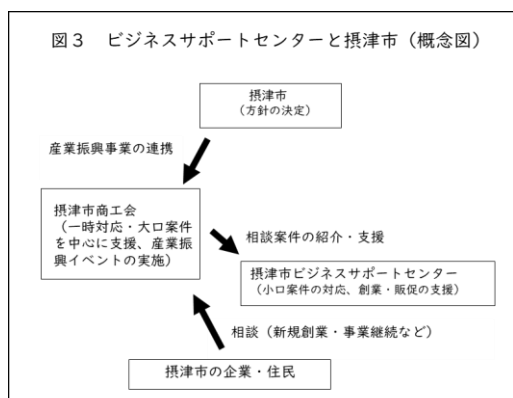 図３　ビジネスサポートセンターと摂津市（概念図）
摂津市
（方針の決定）
産業振興事業の連携
摂津市商工会
（一時対応・大口案件
を中心に支援、産業振
興イベントの実施）
相談案件の紹介・支援
摂津市ビジネスサポートセンター
（小口案件の対応、創業・販促の支援）
相談（新規創業・事業継続など）
摂津市の企業・住民